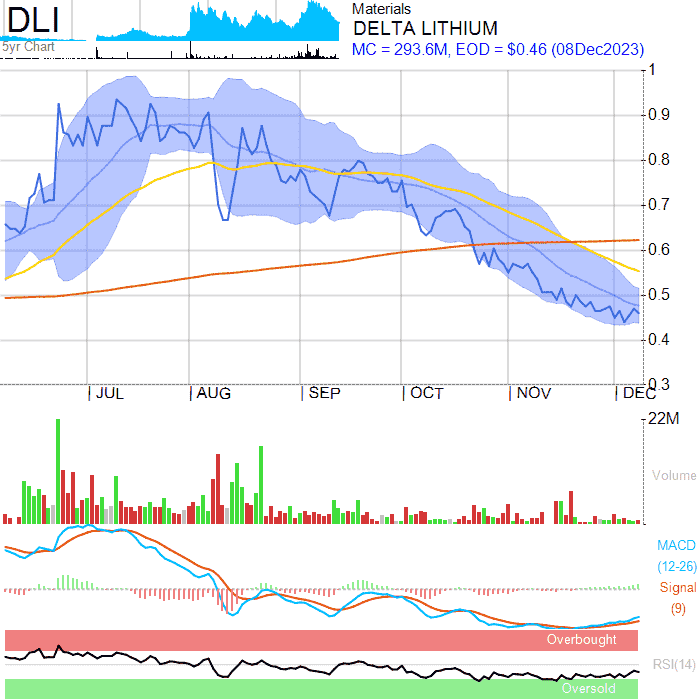 DLI
5yr Chart
Materials
DELTA LITHIUM
MC = 293.6M, EOD = $0.46 (08Dec2023)
1
0.9
0.8
0.7
0.6
0.5
0.4
0.3
JUL AUG SEP OCT NOV DEC
22M
Volume
MACD
(12-26)
Signal
(9)
Overbought
RSI(14)
Oversold